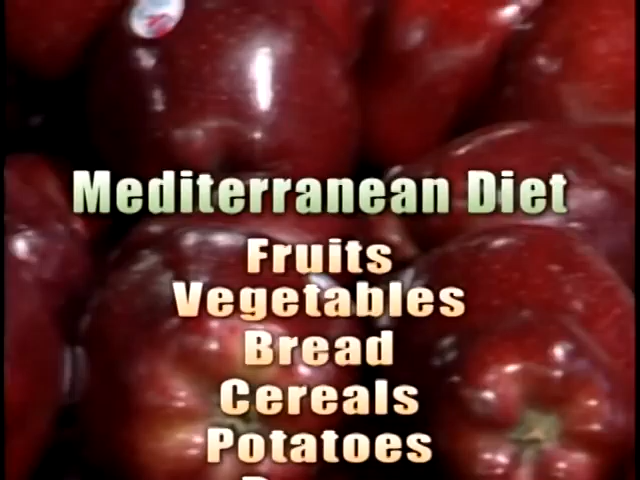 Mediterranean Diet
Fruits
Vegetables
Bread
Cereals
Potatoes